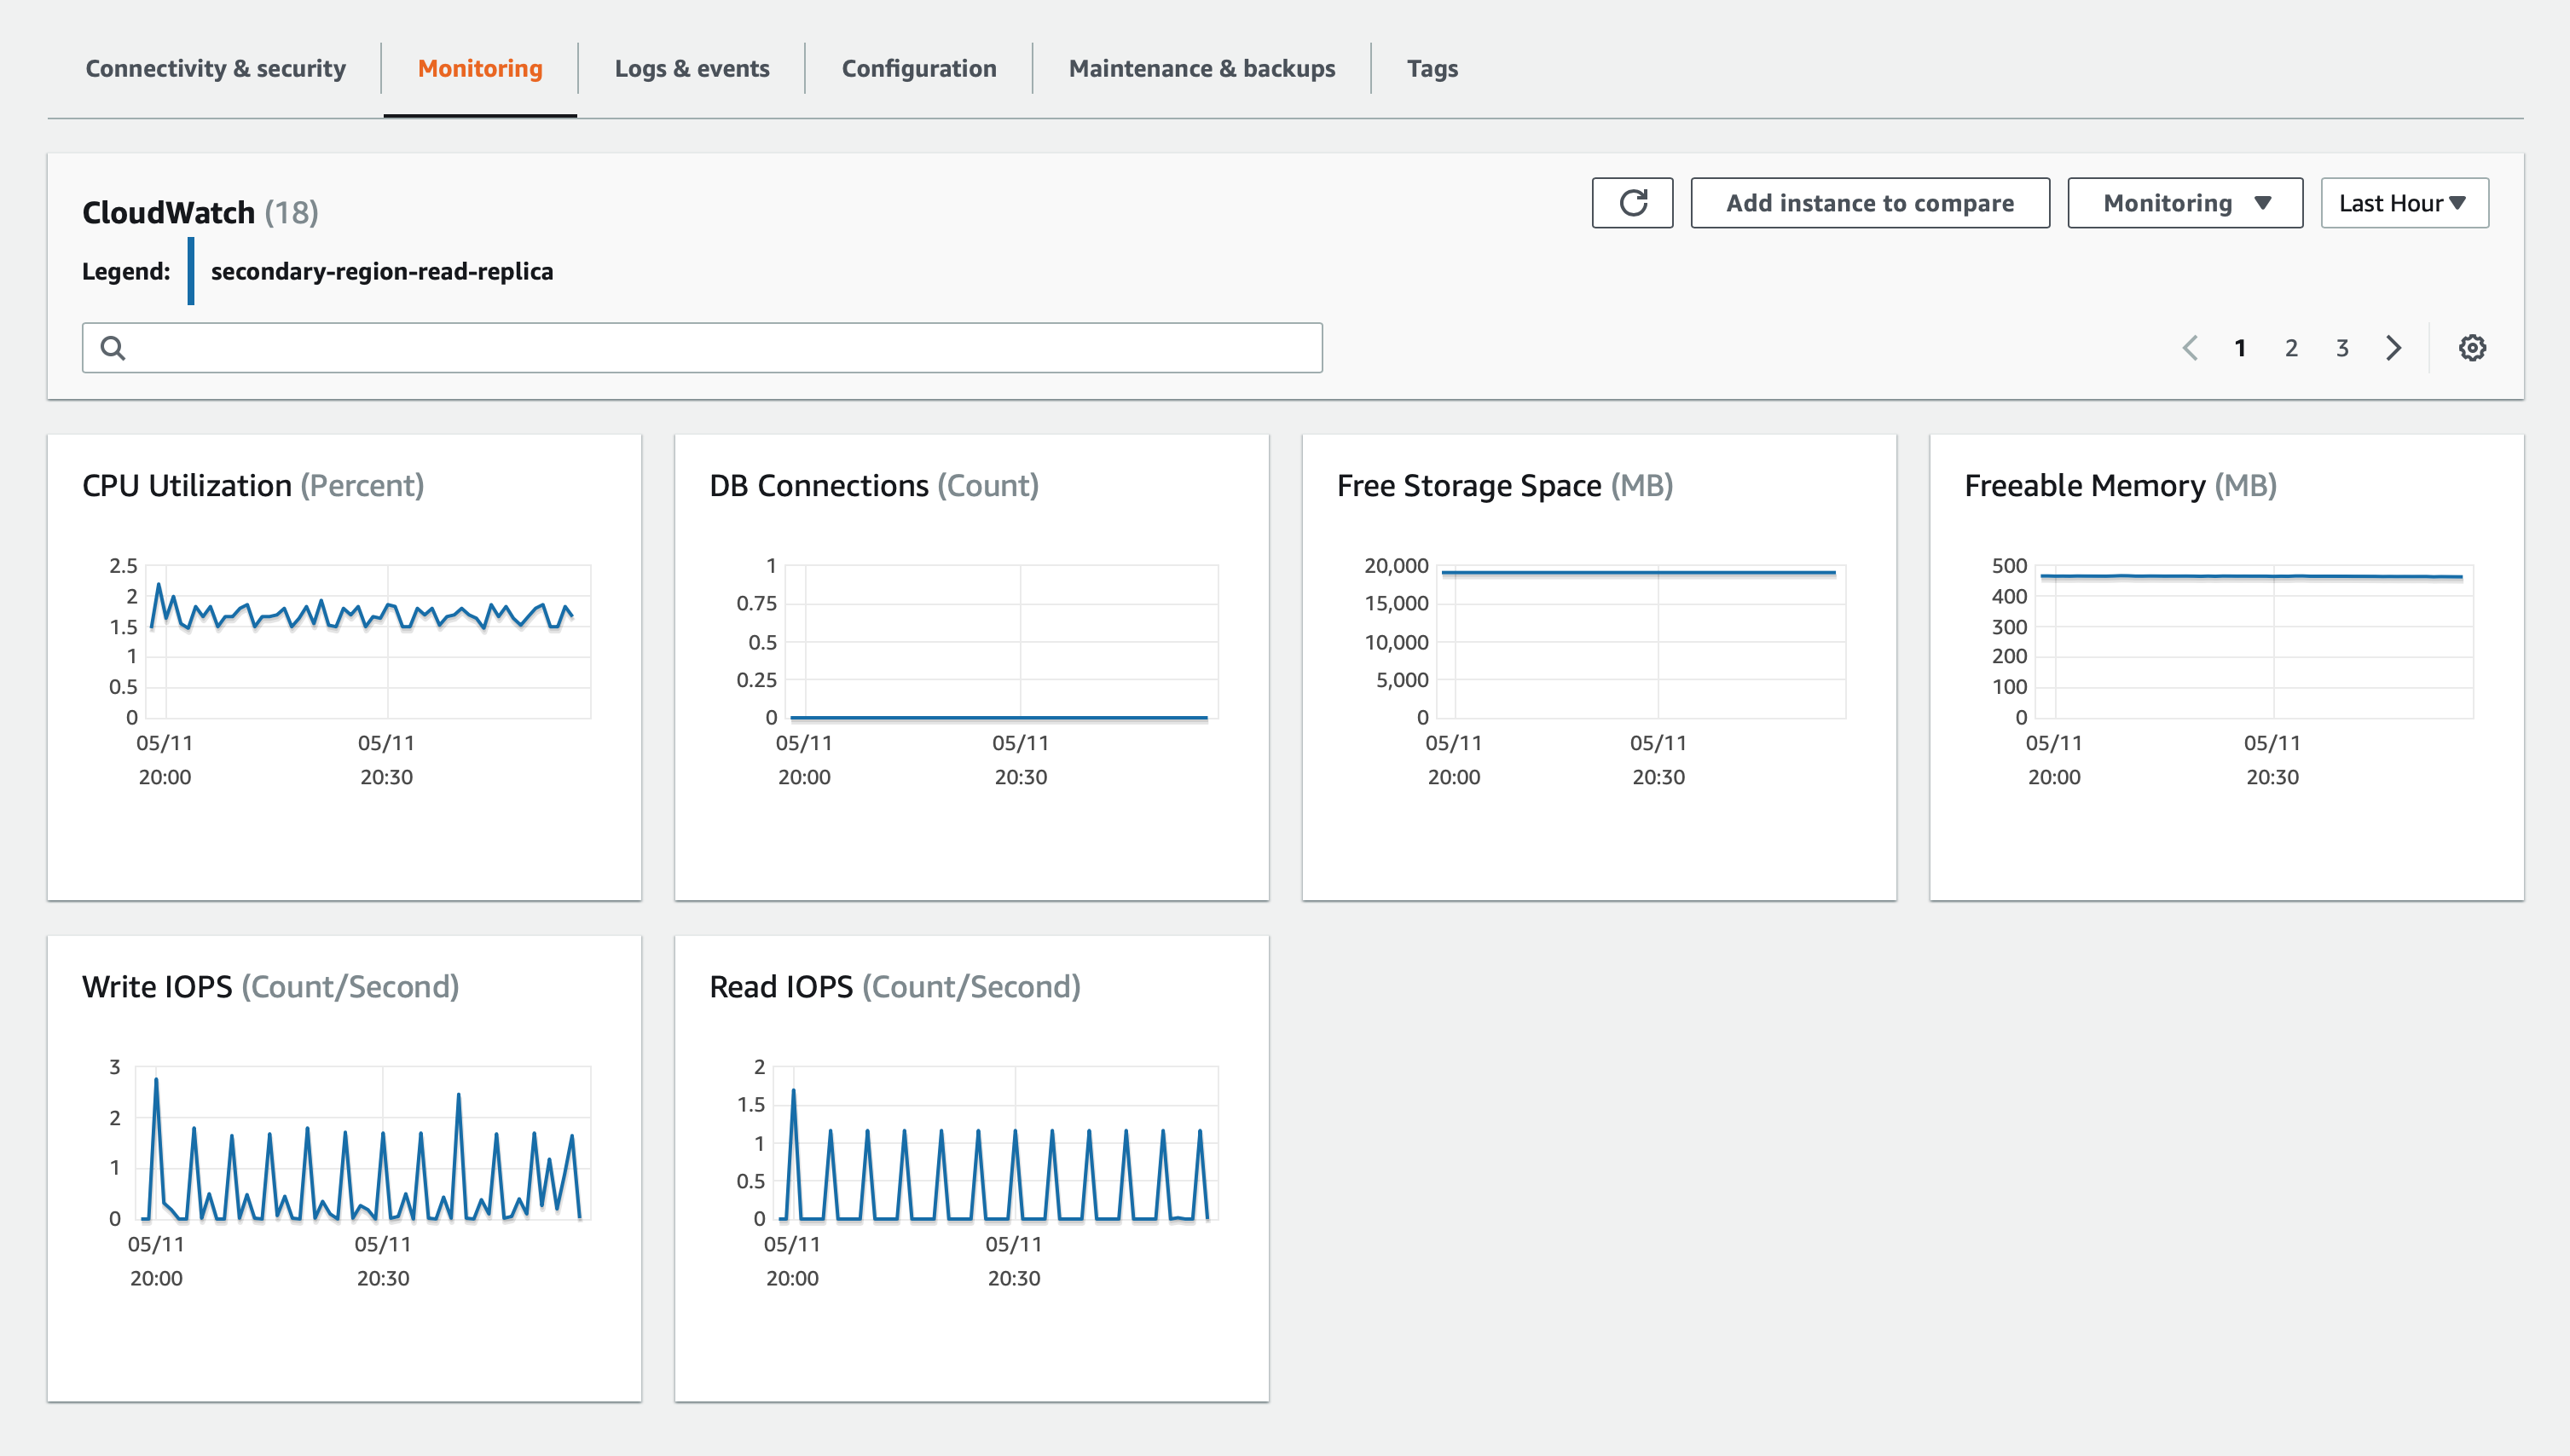 Connectivity & security
Monitoring
Logs & events
Configuration
Maintenance & backups
Tags
CloudWatch (18)
Add instance to compare
Monitoring
Last Hour
Legend:
secondary-region-read-replica
1 2 3
CPU Utilization (Percent)
2.5
2
1.5
1
0.5
0
05/11 05/11
20:00 20:30
DB Connections (Count)
1
0.75
0.5
0.25
0
05/11 05/11
20:00 20:30
Free Storage Space (MB)
20,000
15,000
10,000
5,000
0
05/11 05/11
20:00 20:30
Freeable Memory (MB)
500
400
300
200
100
0
05/11 05/11
20:00 20:30
Write IOPS (Count/Second)
3
2
1
0
05/11 05/11
20:00 20:30
Read IOPS (Count/Second)
2
1.5
1
0.5
0
05/11 05/11
20:00 20:30